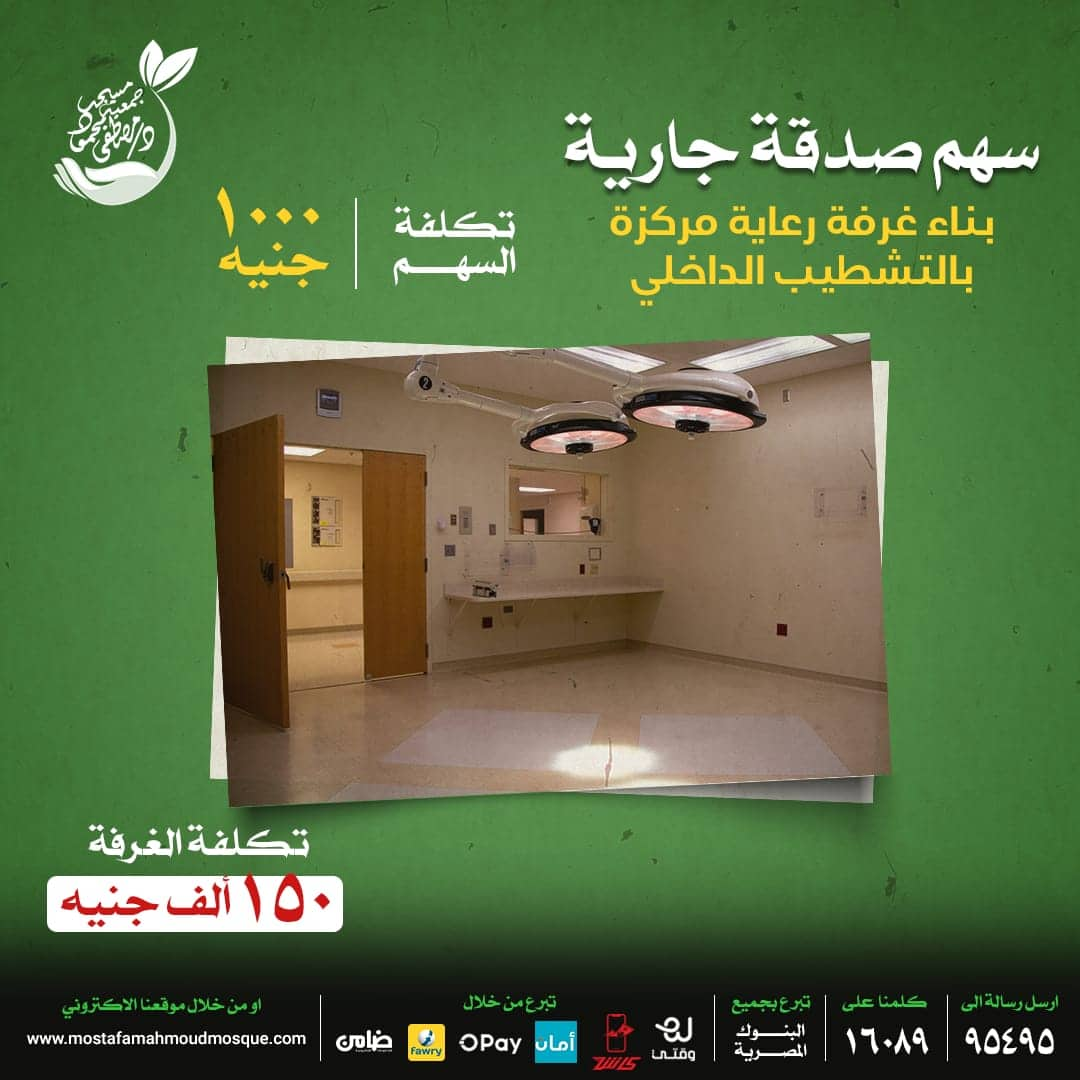 مسجد
جمعية محمود
د/مصطفى
سهم صدقة جارية
بناء غرفة رعاية مركزة
بالتشطيب الداخلي
تكلفة
السهم
١٠٠٠
جنيه
2
تكلفة الغرفة
١٥٠ ألف جنيه
ارسل رسالة الى
٩٥٤٩٥
كلمنا على
١٦٠٨٩
تبرع بجميع
البنوك
المصرية
تبرع من خلال
وقتي
كاش
أمان
OPay
fawry
ضامن
او من خلال موقعنا الاكتروني
www.mostafamahmoudmosque.com